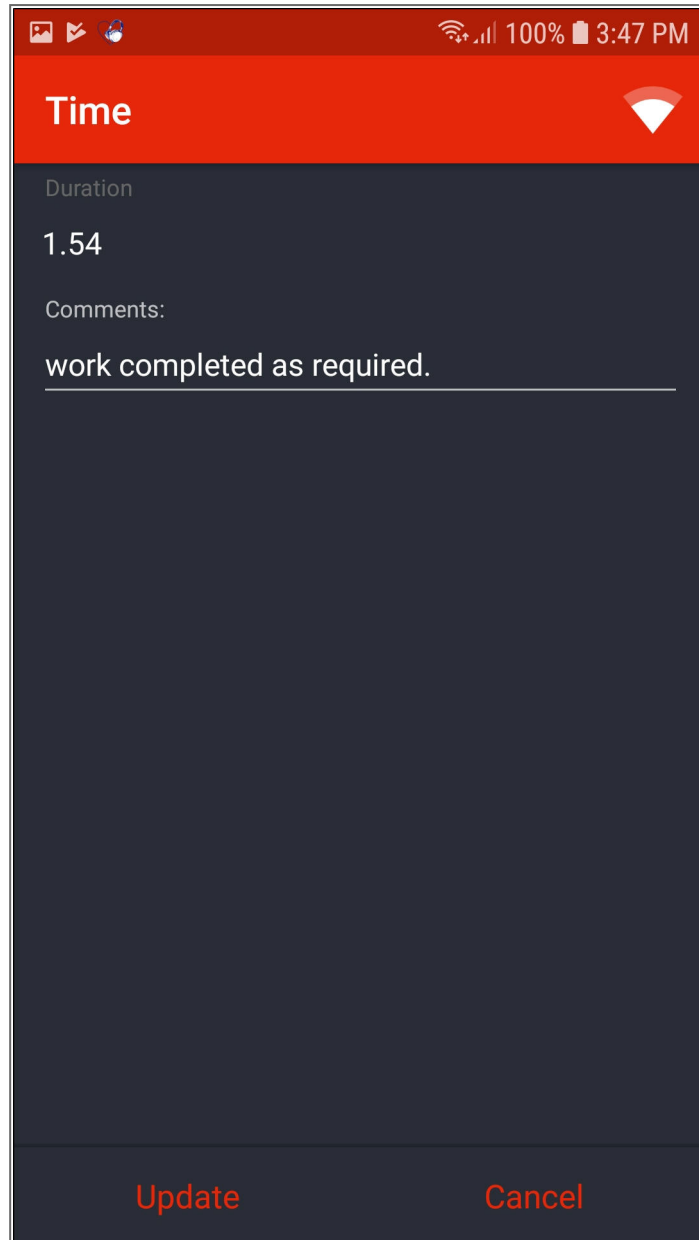 100% 3:47 PM
Time
Duration
1.54
Comments:
work completed as required.
Update Cancel